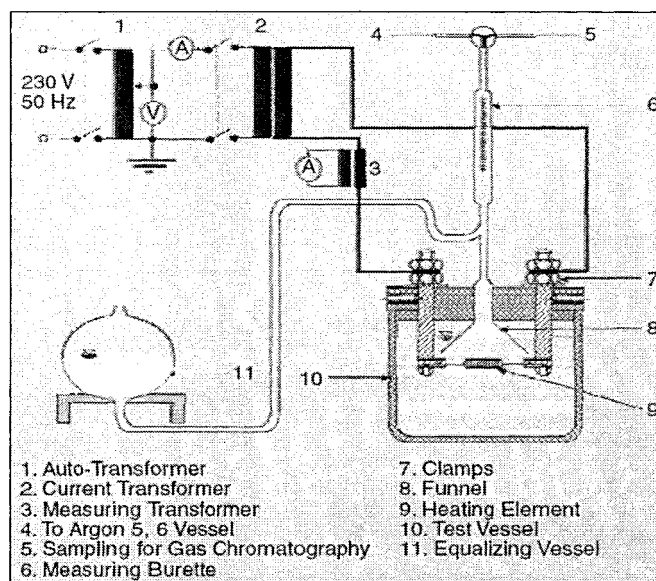 1
2
4
5
A
230 V
50 Hz
V
6
A
3
7
8
11
10
9
1. Auto-Transformer
2. Current Transformer
3. Measuring Transformer
4. To Argon 5, 6 Vessel
5. Sampling for Gas Chromatography
6. Measuring Burette
7. Clamps
8. Funnel
9. Heating Element
10. Test Vessel
11. Equalizing Vessel